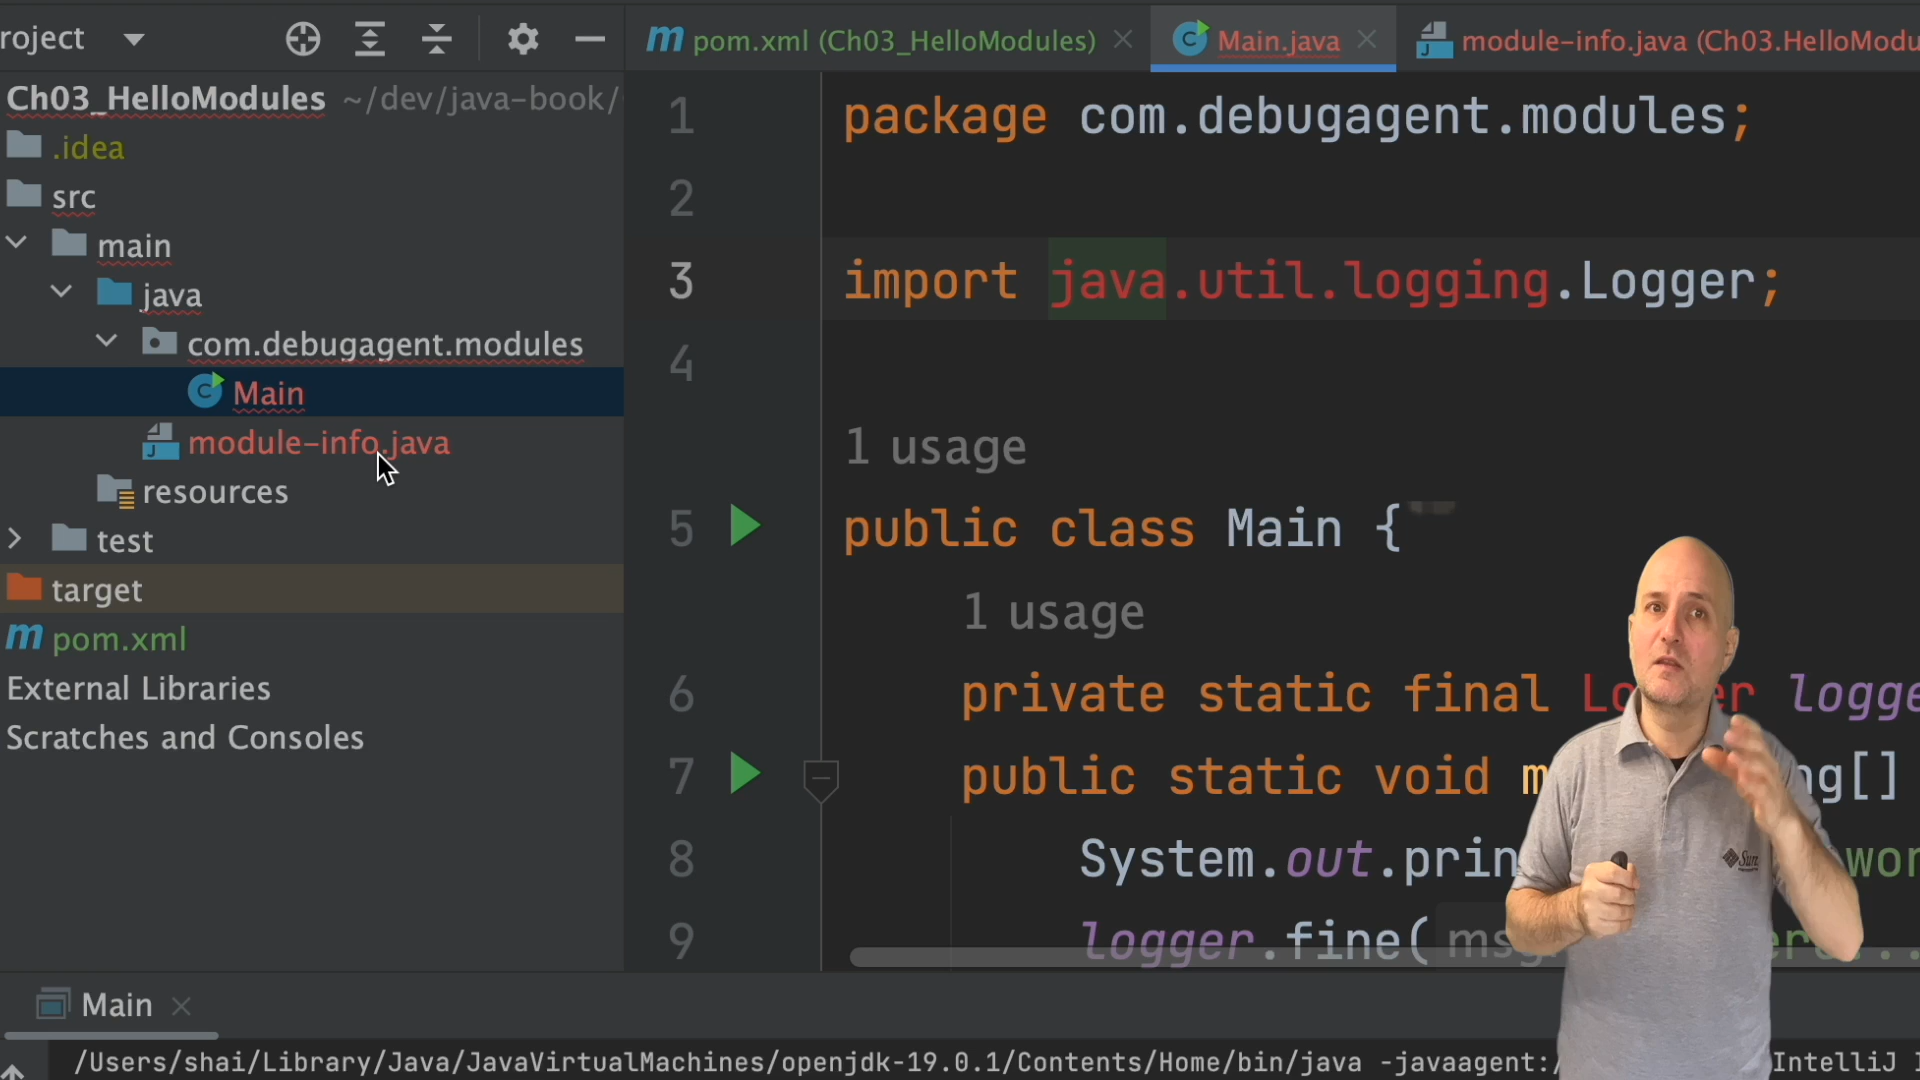 roject
pom.xml (Ch03_HelloModules)
Main.java
module-info.java (Ch03.HelloModu
Ch03_HelloModules ~/dev/java-book/
.idea
src
main
java
com.debugagent.modules
Main
module-info.java
resources
test
target
pom.xml
External Libraries
Scratches and Consoles
1 package com.debugagent.modules;
2
3 import java.util.logging.Logger;
4
1 usage
5 public class Main {
1 usage
6 private static final Lo er logge
7 public static void m ng[]
8 System.out.prin wor
9 logger.fine( msg er
Sun
Main
/Users/shai/Library/Java/JavaVirtualMachines/openjdk-19.0.1/Contents/Home/bin/java -javaagent:/ IntelliJ I